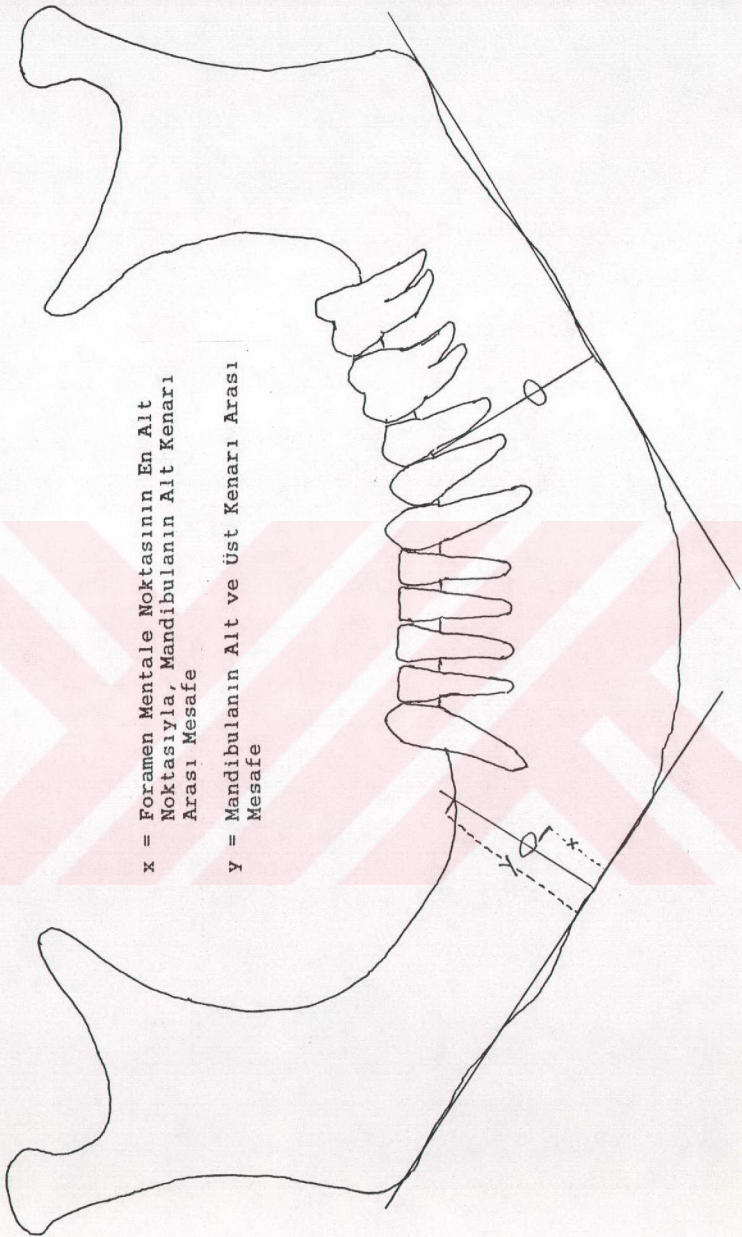 x = Foramen Mentale Noktasının En Alt
Noktasıyla, Mandibulanın Alt Kenarı
Arası Mesafe
y = Mandibulanın Alt ve Üst Kenarı Arası
Mesafe
y
x